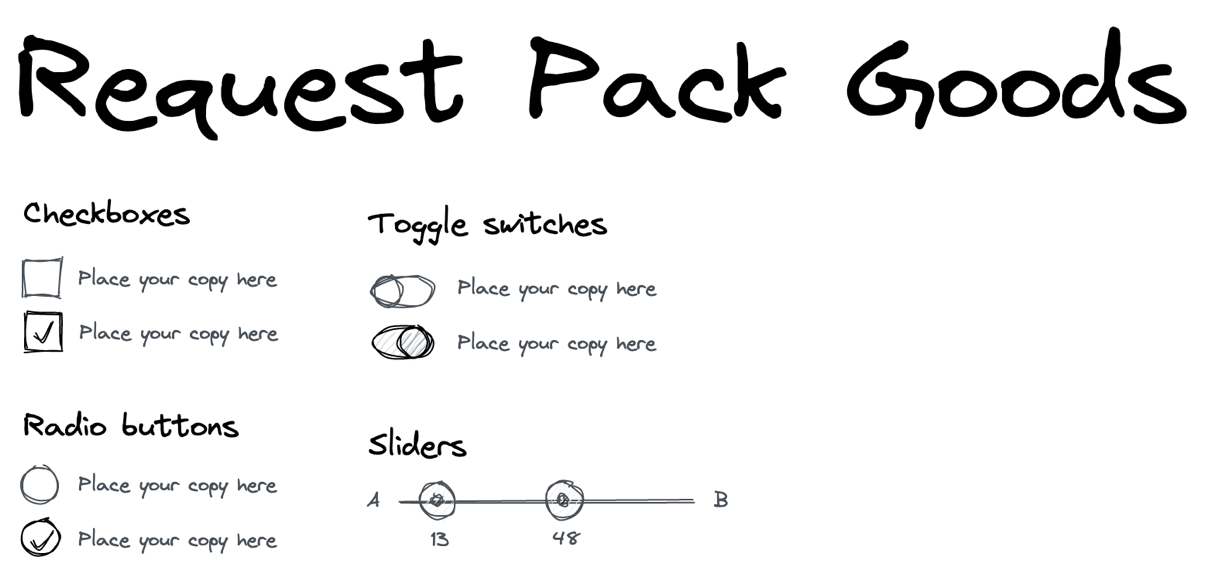 Request Pack Goods
Checkboxes
Place your copy here
Place your copy here
Toggle switches
Place your copy here
Place your copy here
Radio buttons
Place your copy here
Place your copy here
Sliders
A B
13 48